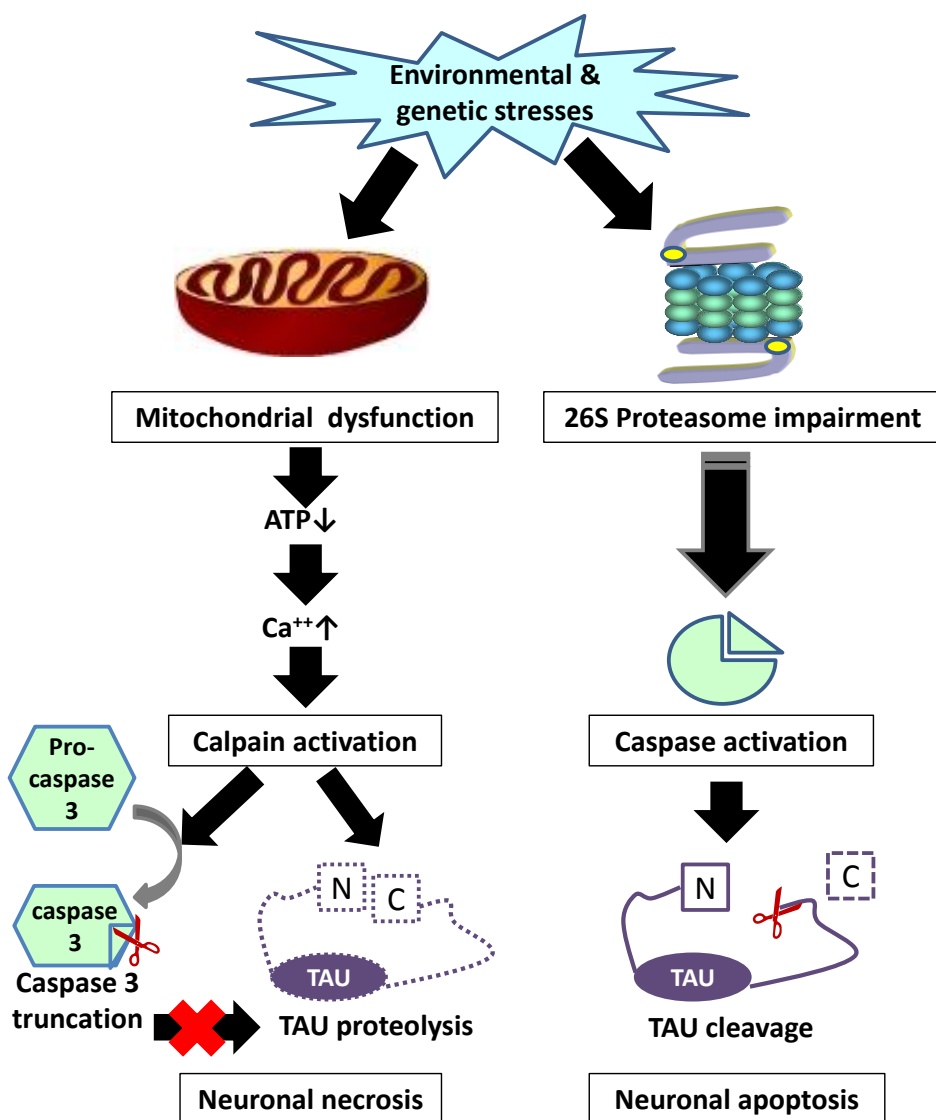 Environmental &
genetic stresses
Mitochondrial dysfunction
26S Proteasome impairment
ATP↓
Ca⁺⁺↑
Calpain activation
Caspase activation
Pro-
caspase
3
N
C
N
C
caspase
3
TAU
TAU
Caspase 3
truncation
TAU proteolysis
TAU cleavage
Neuronal necrosis
Neuronal apoptosis